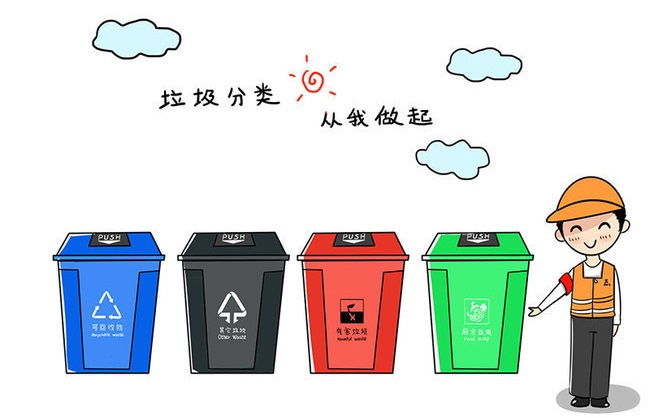 垃圾分类
从我做起
PUSH
PUSH
PUSH
PUSH
可回收物
Recyclable waste
其它垃圾
Other Waste
有害垃圾
Harmful waste
厨余垃圾
Food scrap